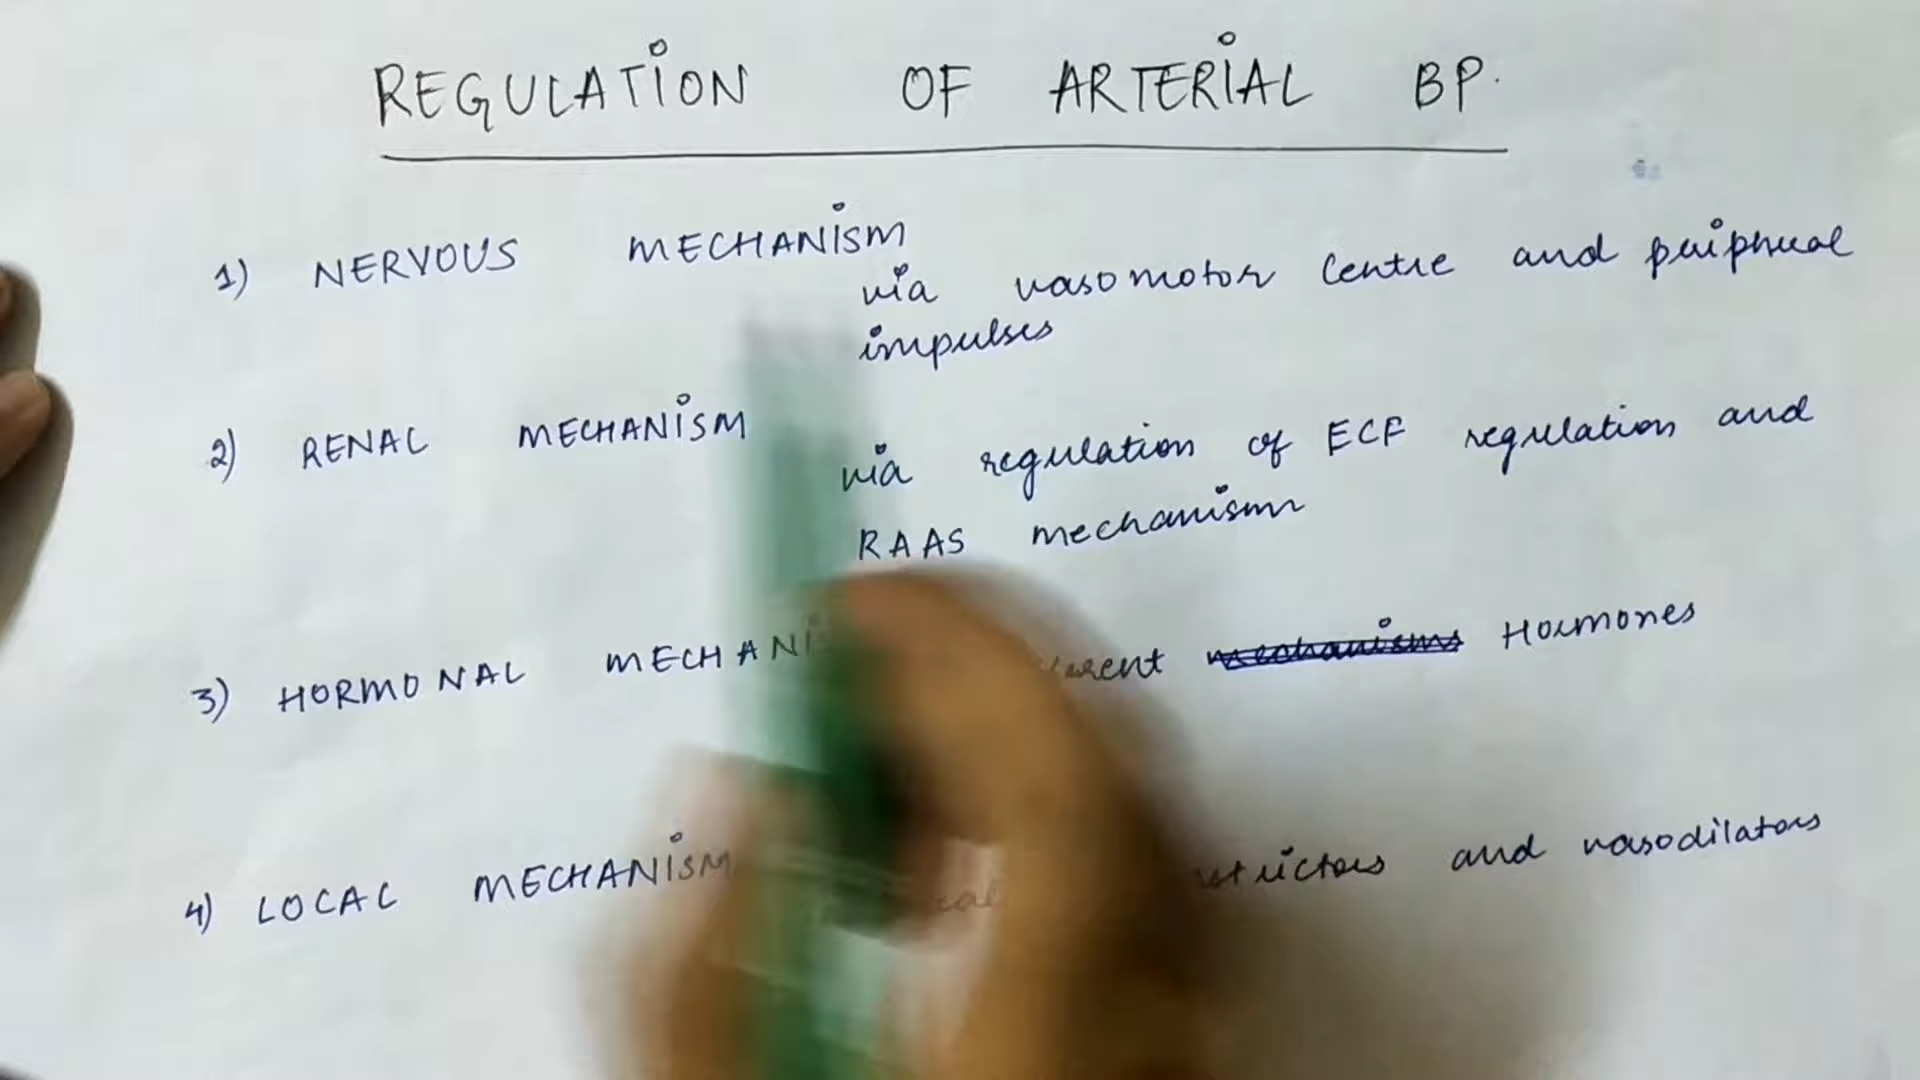 REGULATION OF ARTERIAL BP.
1) NERVOUS MECHANISM
via vasomotor centre and peripheral
impulses
2) RENAL MECHANISM
via regulation of ECF regulation and
RAAS mechanism
3) HORMONAL Hormones
4) LOCAL MECHANISM and vasodilators